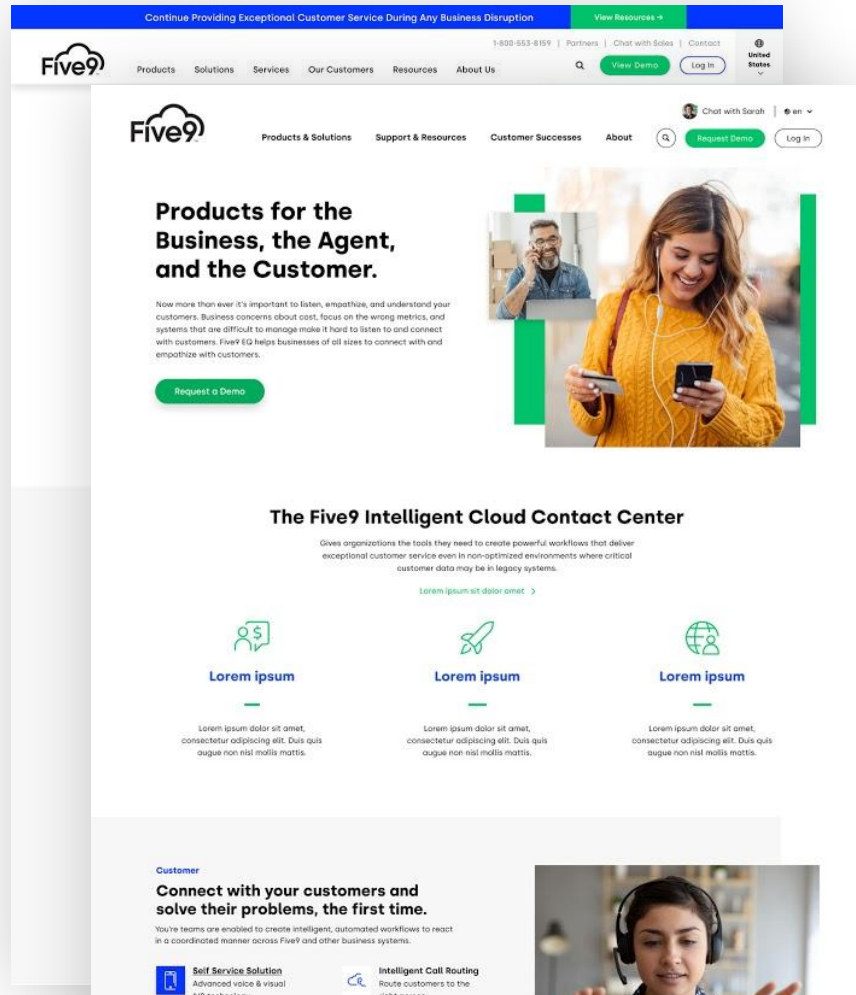 Continue Providing Exceptional Customer Service During Any Business Disruption
View Resources →
1-800-553-8159 | Partners | Chat with Sales | Contact
United
States
Five9
Products Solutions Services Our Customers Resources About Us
View Demo
Log In
Chat with Sarah | en
Five9
Products & Solutions Support & Resources Customer Successes About
Request Demo
Log In
Products for the
Business, the Agent,
and the Customer.
Now more than ever it's important to listen, empathize, and understand your
customers. Business concerns about cost, focus on the wrong metrics, and
systems that are difficult to manage make it hard to listen to and connect
with customers. Five9 EQ helps businesses of all sizes to connect with and
empathize with customers.
Request a Demo
The Five9 Intelligent Cloud Contact Center
Gives organizations the tools they need to create powerful workflows that deliver
exceptional customer service even in non-optimized environments where critical
customer data may be in legacy systems.
Lorem ipsum sit dolor amet >
Lorem ipsum
Lorem ipsum dolor sit amet,
consectetur adipiscing elit. Duis quis
augue non nisl mollis mattis.
Lorem ipsum
Lorem ipsum dolor sit amet,
consectetur adipiscing elit. Duis quis
augue non nisl mollis mattis.
Lorem ipsum
Lorem ipsum dolor sit amet,
consectetur adipiscing elit. Duis quis
augue non nisl mollis mattis.
Customer
Connect with your customers and
solve their problems, the first time.
You're teams are enabled to create intelligent, automated workflows to react
in a coordinated manner across Five9 and other business systems.
Self Service Solution
Advanced voice & visual
Intelligent Call Routing
Route customers to the